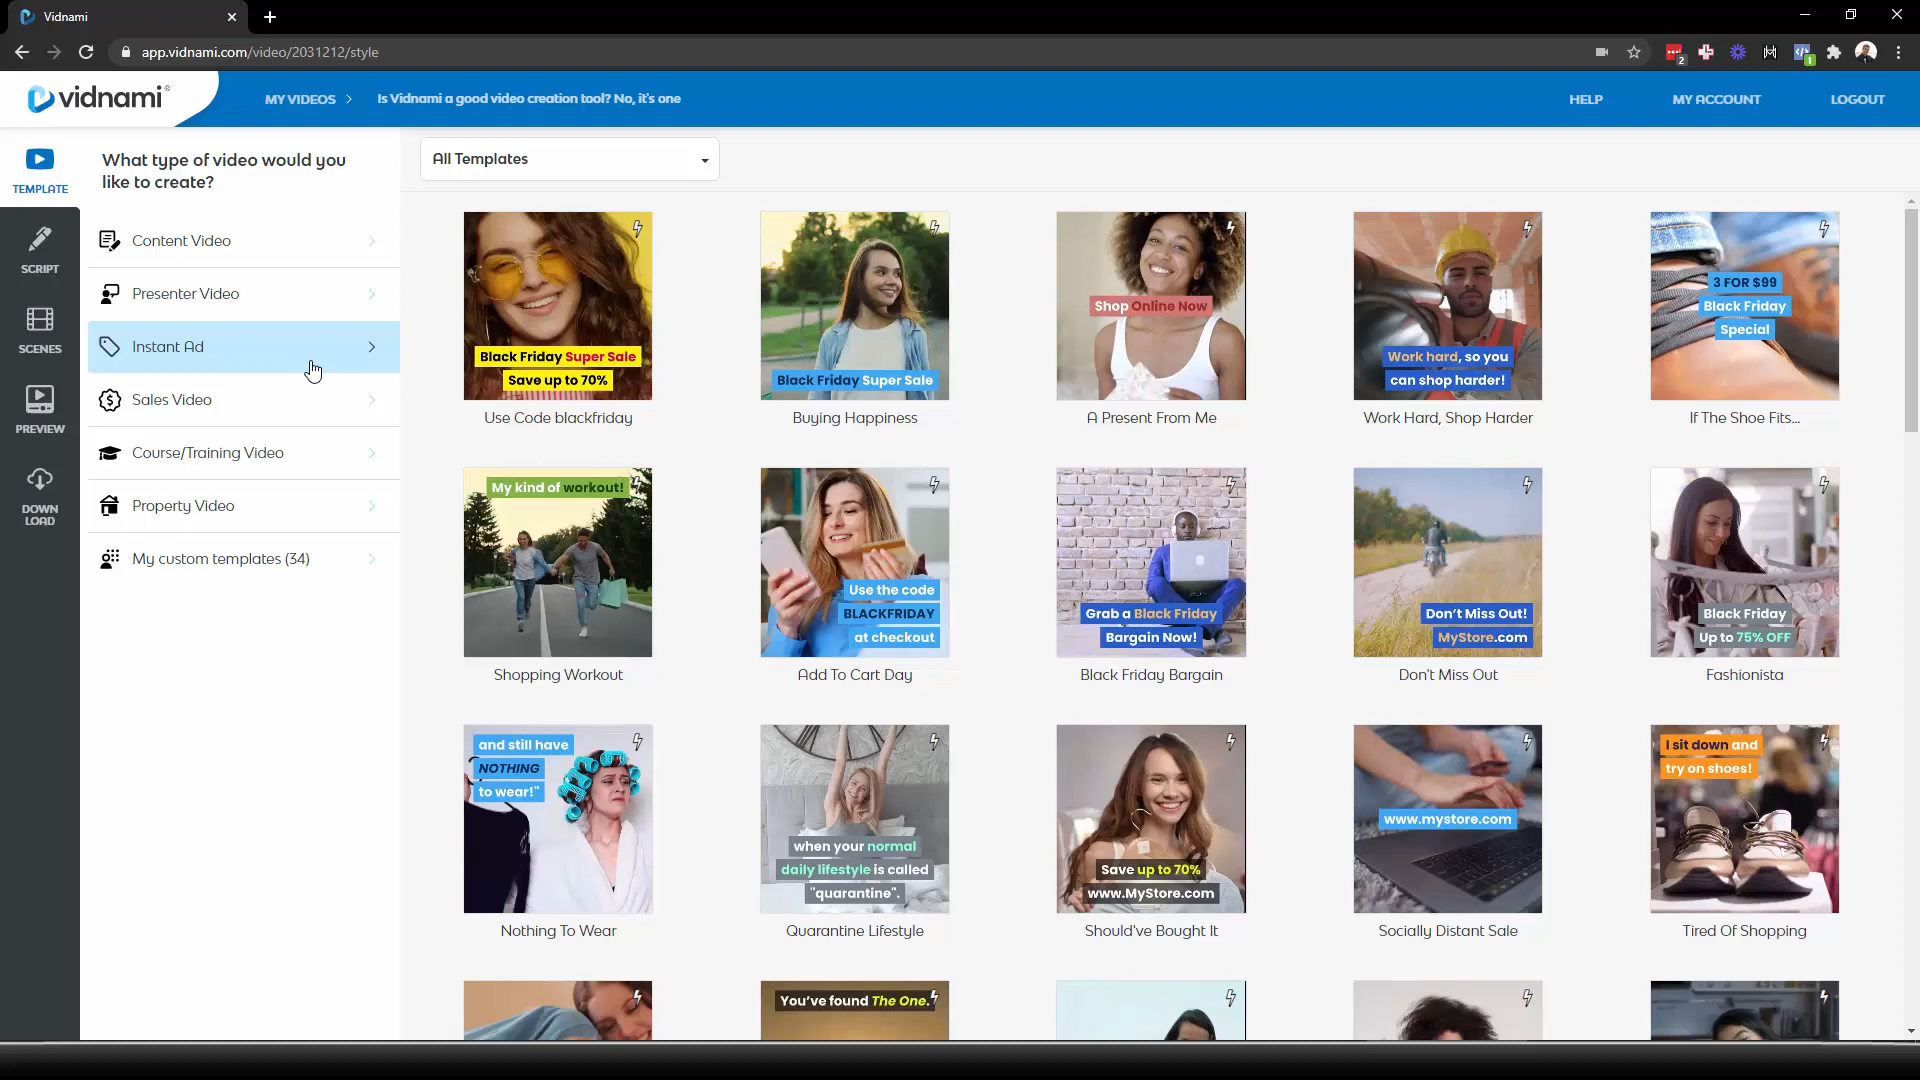 Vidnami
app.vidnami.com/video/2031212/style
2
1
vidnami®
MY VIDEOS
Is Vidnami a good video creation tool? No, it's one
HELP
MY ACCOUNT
LOGOUT
TEMPLATE
SCRIPT
SCENES
PREVIEW
DOWN
LOAD
What type of video would you
like to create?
Content Video
Presenter Video
Instant Ad
Sales Video
Course/Training Video
Property Video
My custom templates (34)
All Templates
Black Friday Super Sale
Save up to 70%
Use Code blackfriday
Black Friday Super Sale
Buying Happiness
Shop Online Now
A Present From Me
Work hard, so you
can shop harder!
Work Hard, Shop Harder
3 FOR $99
Black Friday
Special
If The Shoe Fits...
My kind of workout!
Shopping Workout
Use the code
BLACKFRIDAY
at checkout
Add To Cart Day
Grab a Black Friday
Bargain Now!
Black Friday Bargain
Don't Miss Out!
MyStore.com
Don't Miss Out
Black Friday
Up to 75% OFF
Fashionista
and still have
NOTHING
to wear!"
Nothing To Wear
when your normal
daily lifestyle is called
"quarantine".
Quarantine Lifestyle
Save up to 70%
www.MyStore.com
Should've Bought It
www.mystore.com
Socially Distant Sale
I sit down and
try on shoes!
Tired Of Shopping
You've found The One.